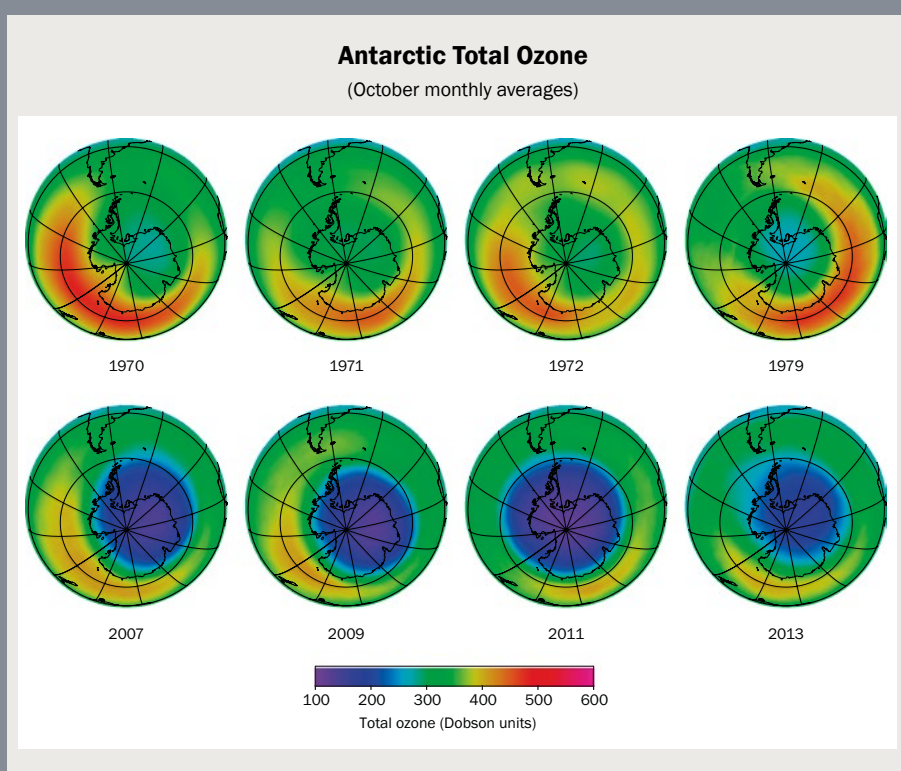 Antarctic Total Ozone
(October monthly averages)
1970 1971 1972 1979
2007 2009 2011 2013
100 200 300 400 500 600
Total ozone (Dobson units)